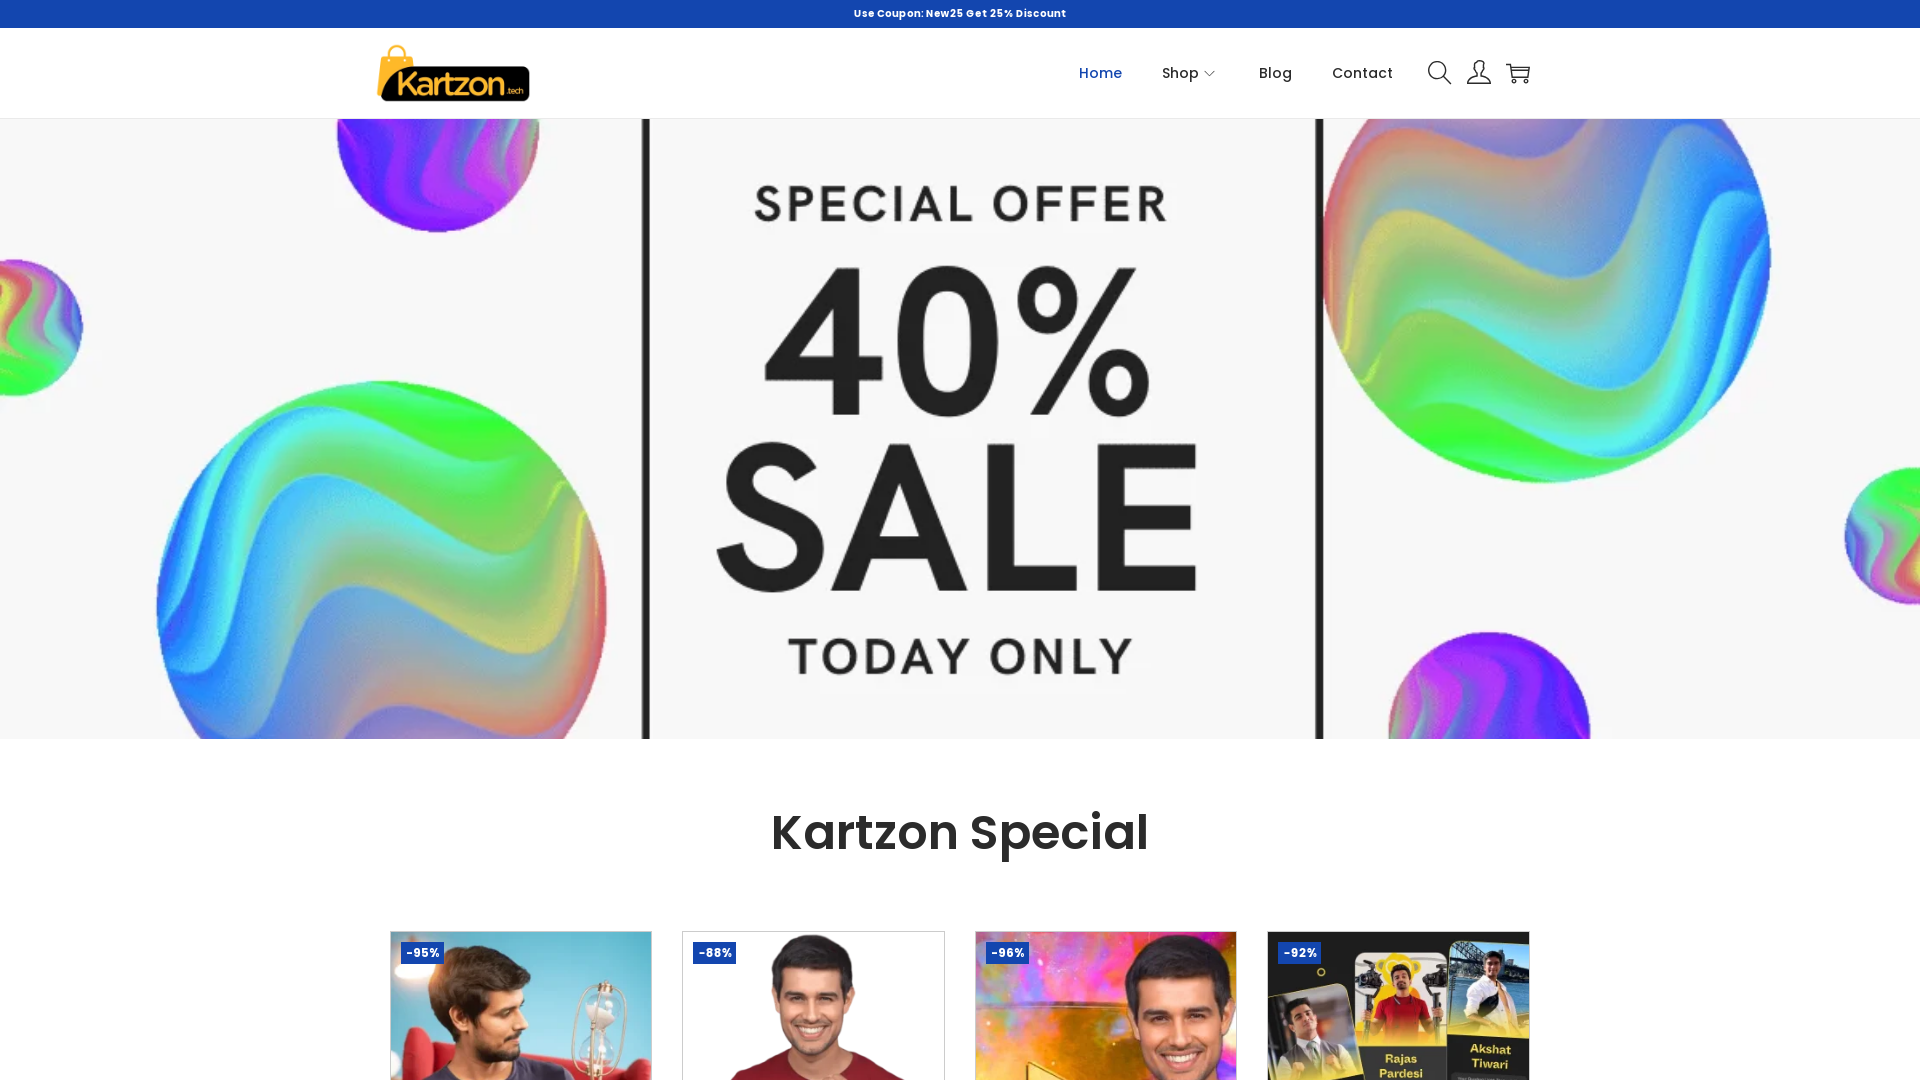 Use Coupon: New25 Get 25% Discount
Kartzon.tech
Home
Shop
Blog
Contact
SPECIAL OFFER
40%
SALE
TODAY ONLY
Kartzon Special
-95%
-88%
-96%
-92%
Rajas
Pardesi
Akshat
Tiwari